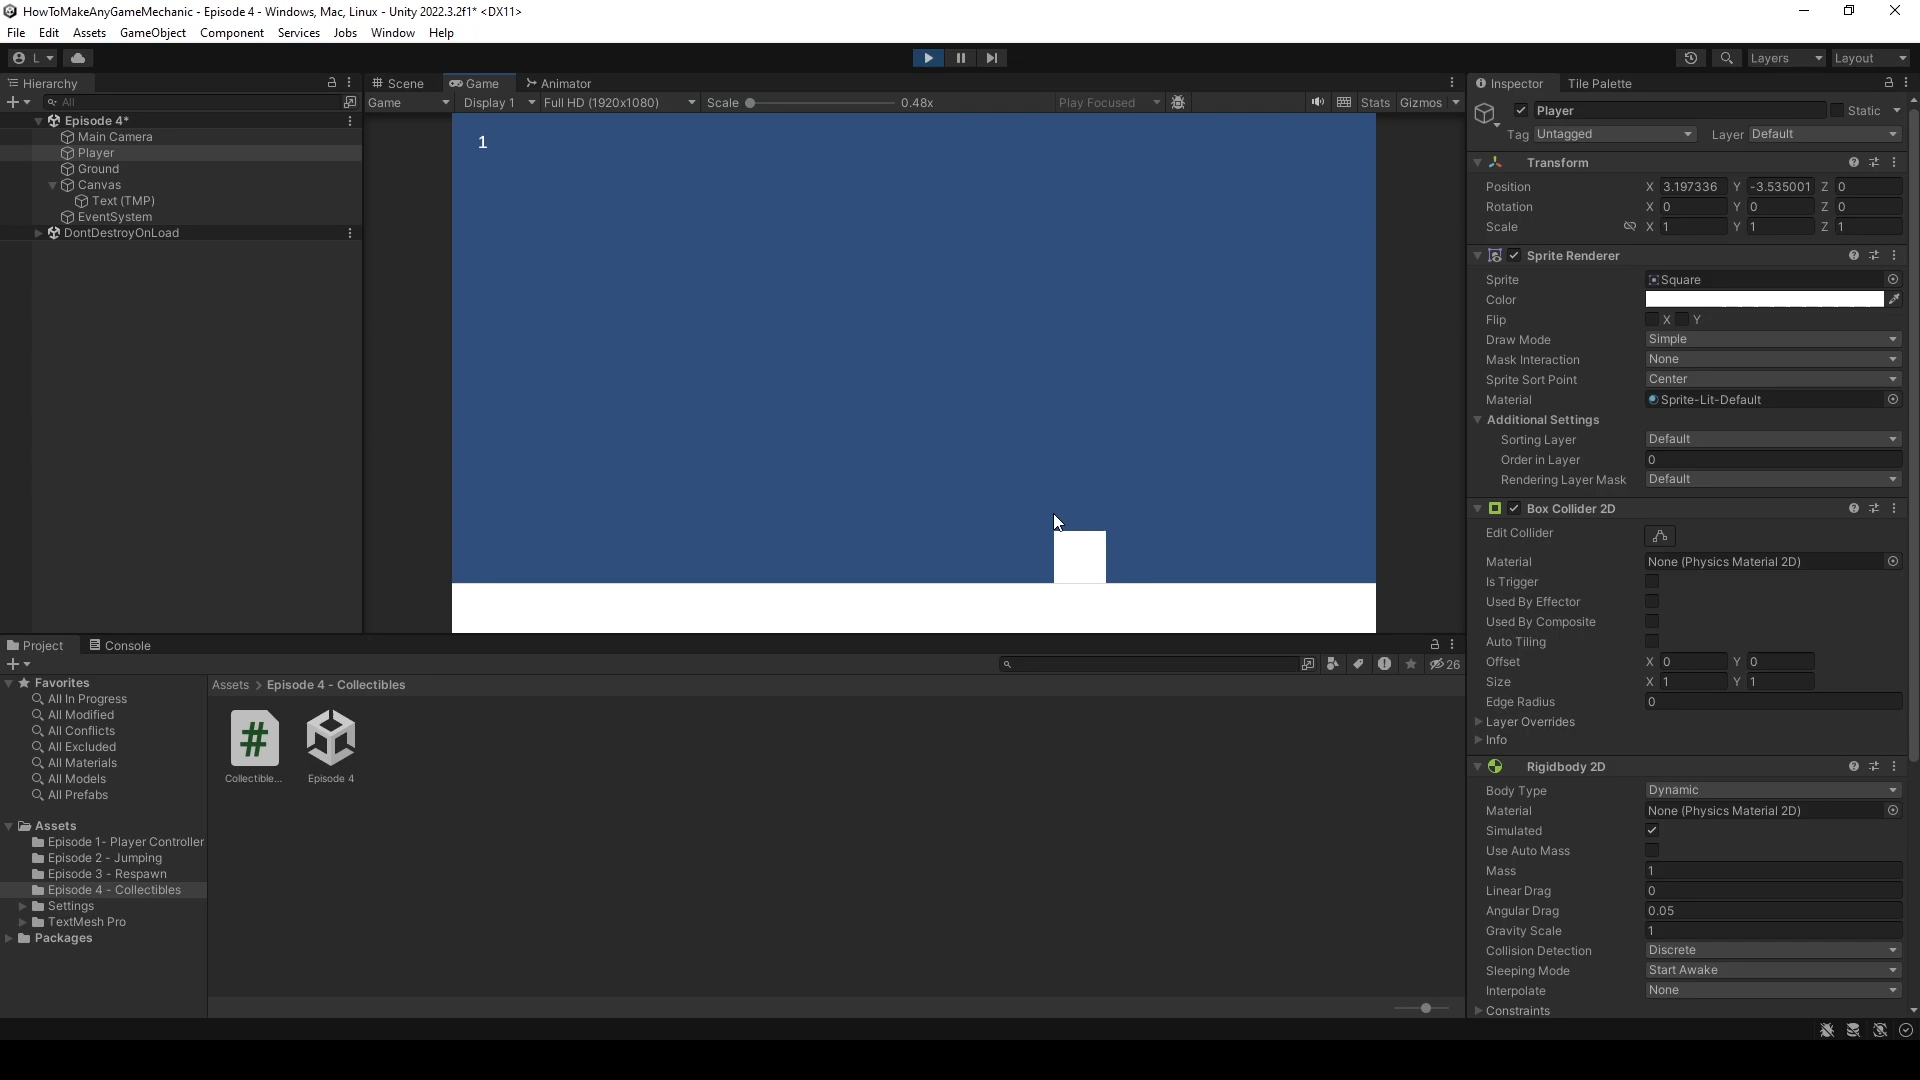 HowToMakeAnyGameMechanic - Episode 4 - Windows, Mac, Linux - Unity 2022.3.2f1* <DX11>
File Edit Assets GameObject Component Services Jobs Window Help
L Layers Layout
Hierarchy
All
Episode 4*
Main Camera
Player
Ground
Canvas
Text (TMP)
EventSystem
DontDestroyOnLoad
Scene Game Animator
Game Display 1 Full HD (1920x1080) Scale 0.48x Play Focused Stats Gizmos
1
Inspector Tile Palette
Player Static
Tag Untagged Layer Default
Transform
Position X 3.197336 Y -3.535001 Z 0
Rotation X 0 Y 0 Z 0
Scale X 1 Y 1 Z 1
Sprite Renderer
Sprite Square
Color
Flip X Y
Draw Mode Simple
Mask Interaction None
Sprite Sort Point Center
Material Sprite-Lit-Default
Additional Settings
Sorting Layer Default
Order in Layer 0
Rendering Layer Mask Default
Box Collider 2D
Edit Collider
Material None (Physics Material 2D)
Is Trigger
Used By Effector
Used By Composite
Auto Tiling
Offset X 0 Y 0
Size X 1 Y 1
Edge Radius 0
Layer Overrides
Info
Rigidbody 2D
Body Type Dynamic
Material None (Physics Material 2D)
Simulated
Use Auto Mass
Mass 1
Linear Drag 0
Angular Drag 0.05
Gravity Scale 1
Collision Detection Discrete
Sleeping Mode Start Awake
Interpolate None
Constraints
Project Console
26
Favorites
All In Progress
All Modified
All Conflicts
All Excluded
All Materials
All Models
All Prefabs
Assets
Episode 1- Player Controller
Episode 2 - Jumping
Episode 3 - Respawn
Episode 4 - Collectibles
Settings
TextMesh Pro
Packages
Assets > Episode 4 - Collectibles
#
Collectible... Episode 4